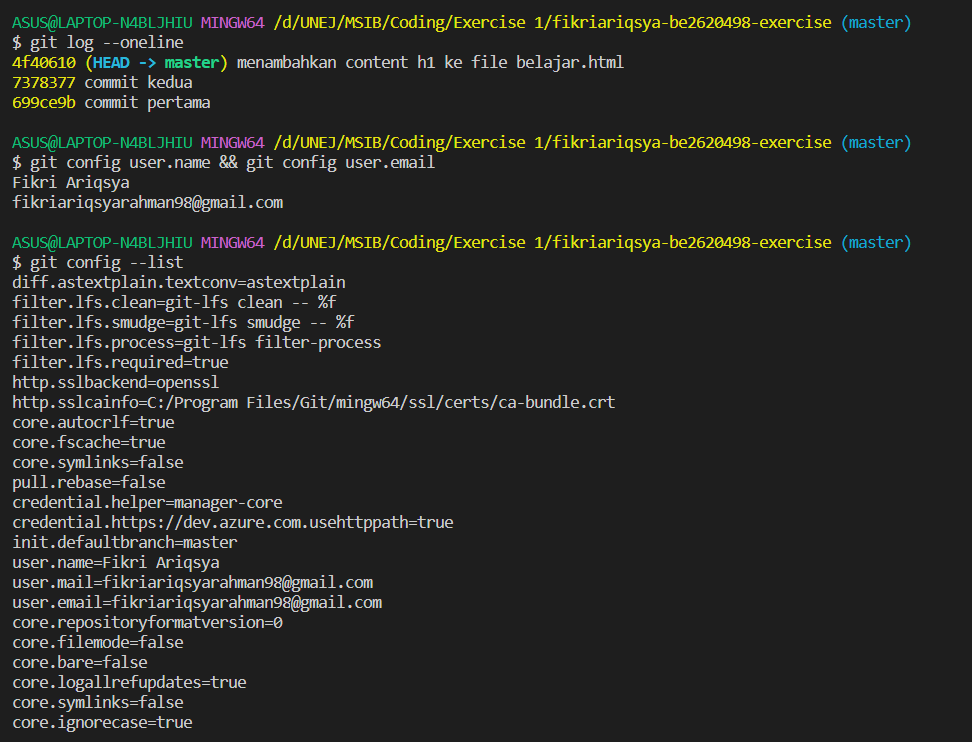 ASUS@LAPTOP-N4BLJHIU MINGW64 /d/UNEJ/MSIB/Coding/Exercise 1/fikriariqsya-be2620498-exercise (master)
$ git log --oneline
4f40610 (HEAD -> master) menambahkan content h1 ke file belajar.html
7378377 commit kedua
699ce9b commit pertama

ASUS@LAPTOP-N4BLJHIU MINGW64 /d/UNEJ/MSIB/Coding/Exercise 1/fikriariqsya-be2620498-exercise (master)
$ git config user.name && git config user.email
Fikri Ariqsya
fikriariqsyarahman98@gmail.com

ASUS@LAPTOP-N4BLJHIU MINGW64 /d/UNEJ/MSIB/Coding/Exercise 1/fikriariqsya-be2620498-exercise (master)
$ git config --list
diff.astextplain.textconv=astextplain
filter.lfs.clean=git-lfs clean -- %f
filter.lfs.smudge=git-lfs smudge -- %f
filter.lfs.process=git-lfs filter-process
filter.lfs.required=true
http.sslbackend=openssl
http.sslcainfo=C:/Program Files/Git/mingw64/ssl/certs/ca-bundle.crt
core.autocrlf=true
core.fscache=true
core.symlinks=false
pull.rebase=false
credential.helper=manager-core
credential.https://dev.azure.com.usehttppath=true
init.defaultbranch=master
user.name=Fikri Ariqsya
user.mail=fikriariqsyarahman98@gmail.com
user.email=fikriariqsyarahman98@gmail.com
core.repositoryformatversion=0
core.filemode=false
core.bare=false
core.logallrefupdates=true
core.symlinks=false
core.ignorecase=true